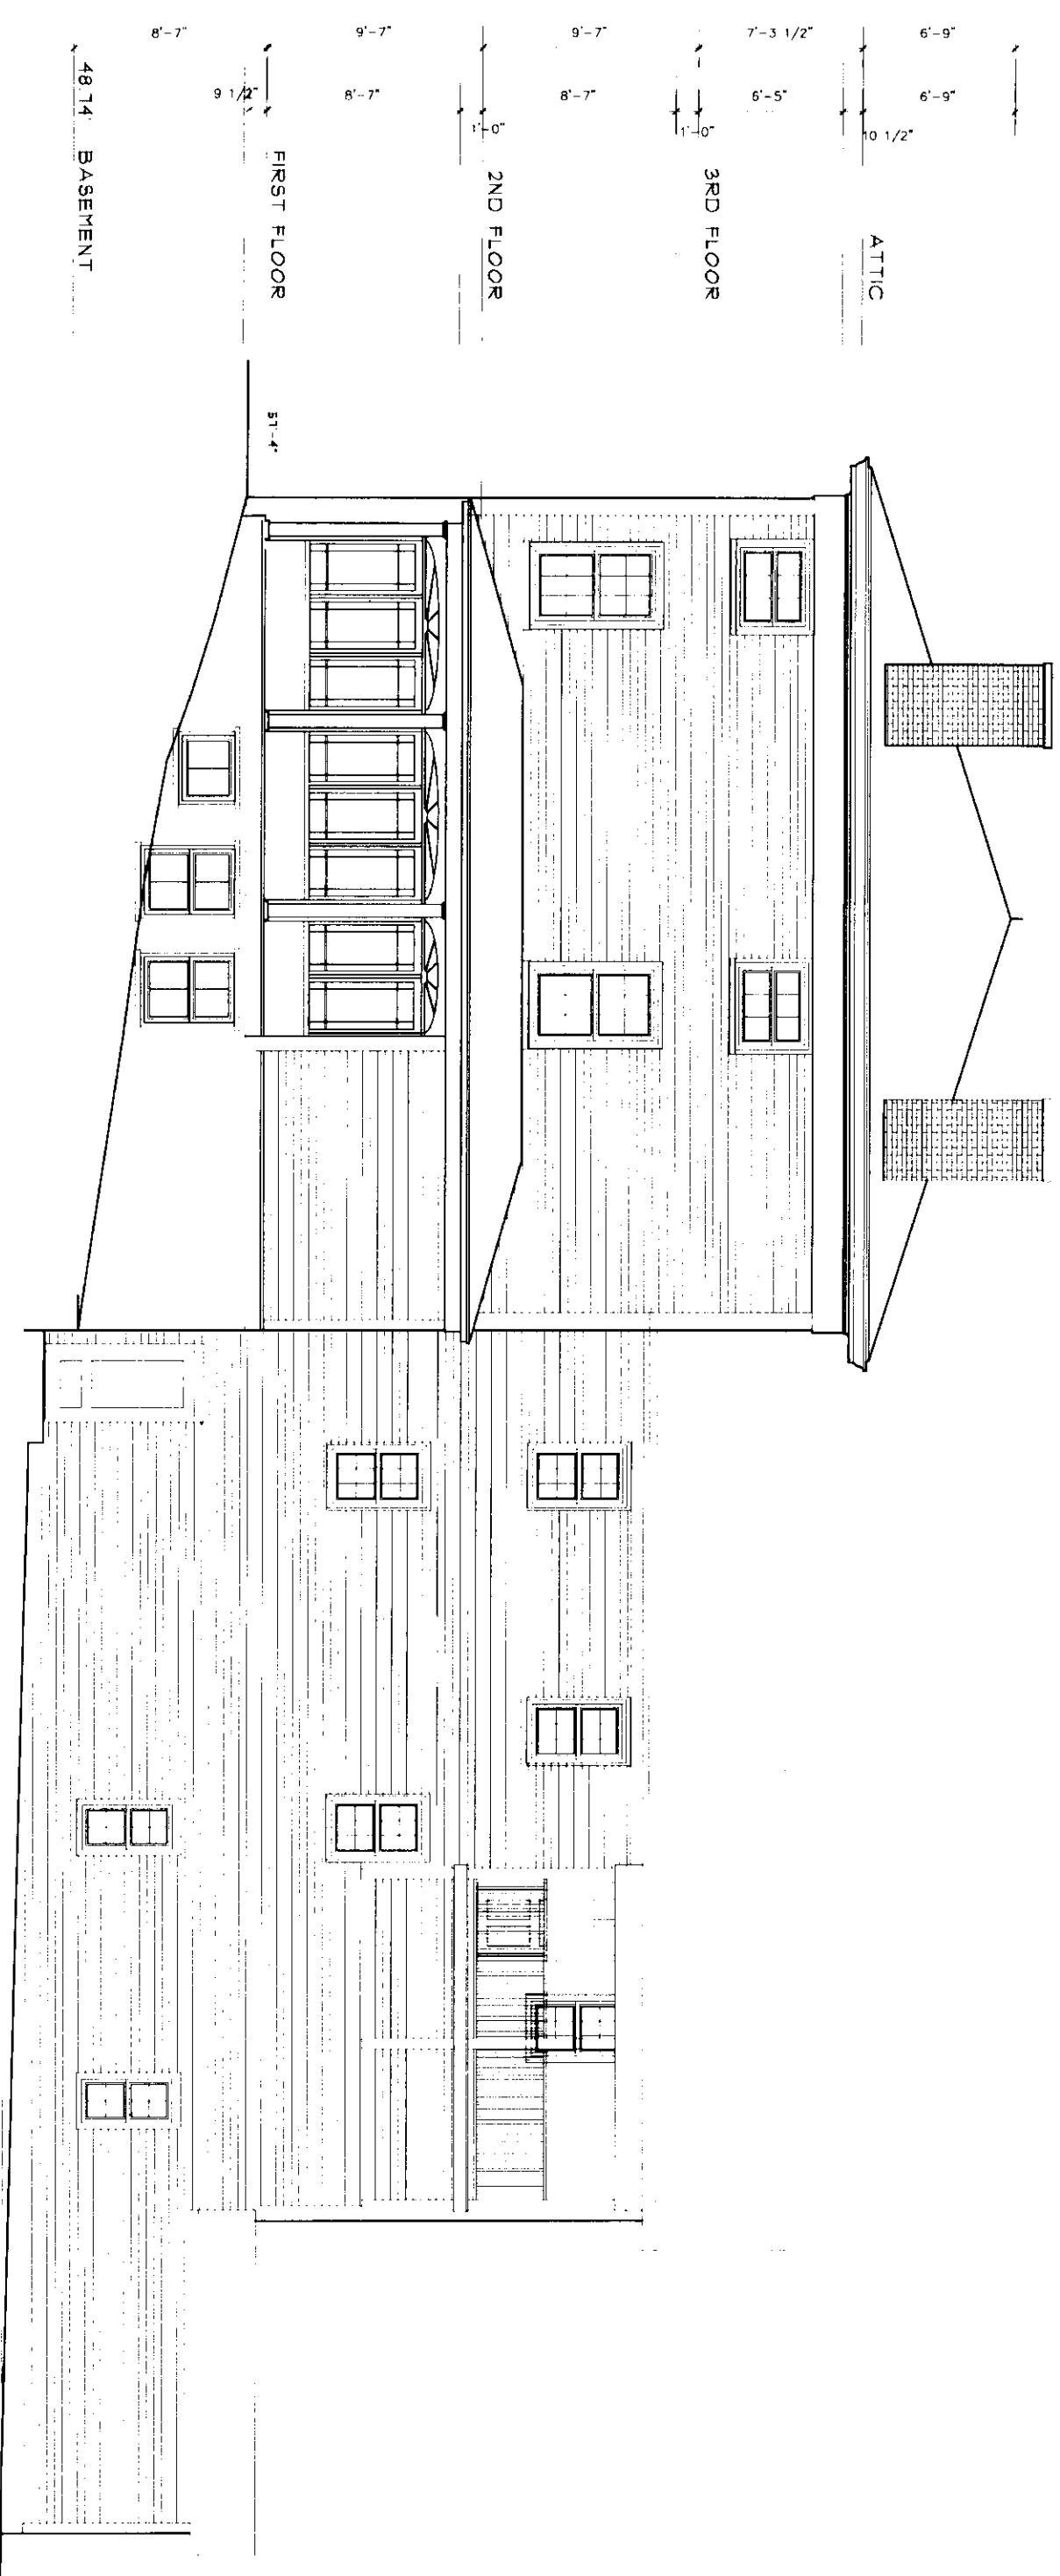 8'-7"
9'-7"
9'-7"
7'-3 1/2"
6'-9"
9 1/2"
8'-7"
1'-0"
8'-7"
1'-0"
6'-5"
10 1/2"
6'-9"
48.74' BASEMENT
FIRST FLOOR
2ND FLOOR
3RD FLOOR
ATTIC